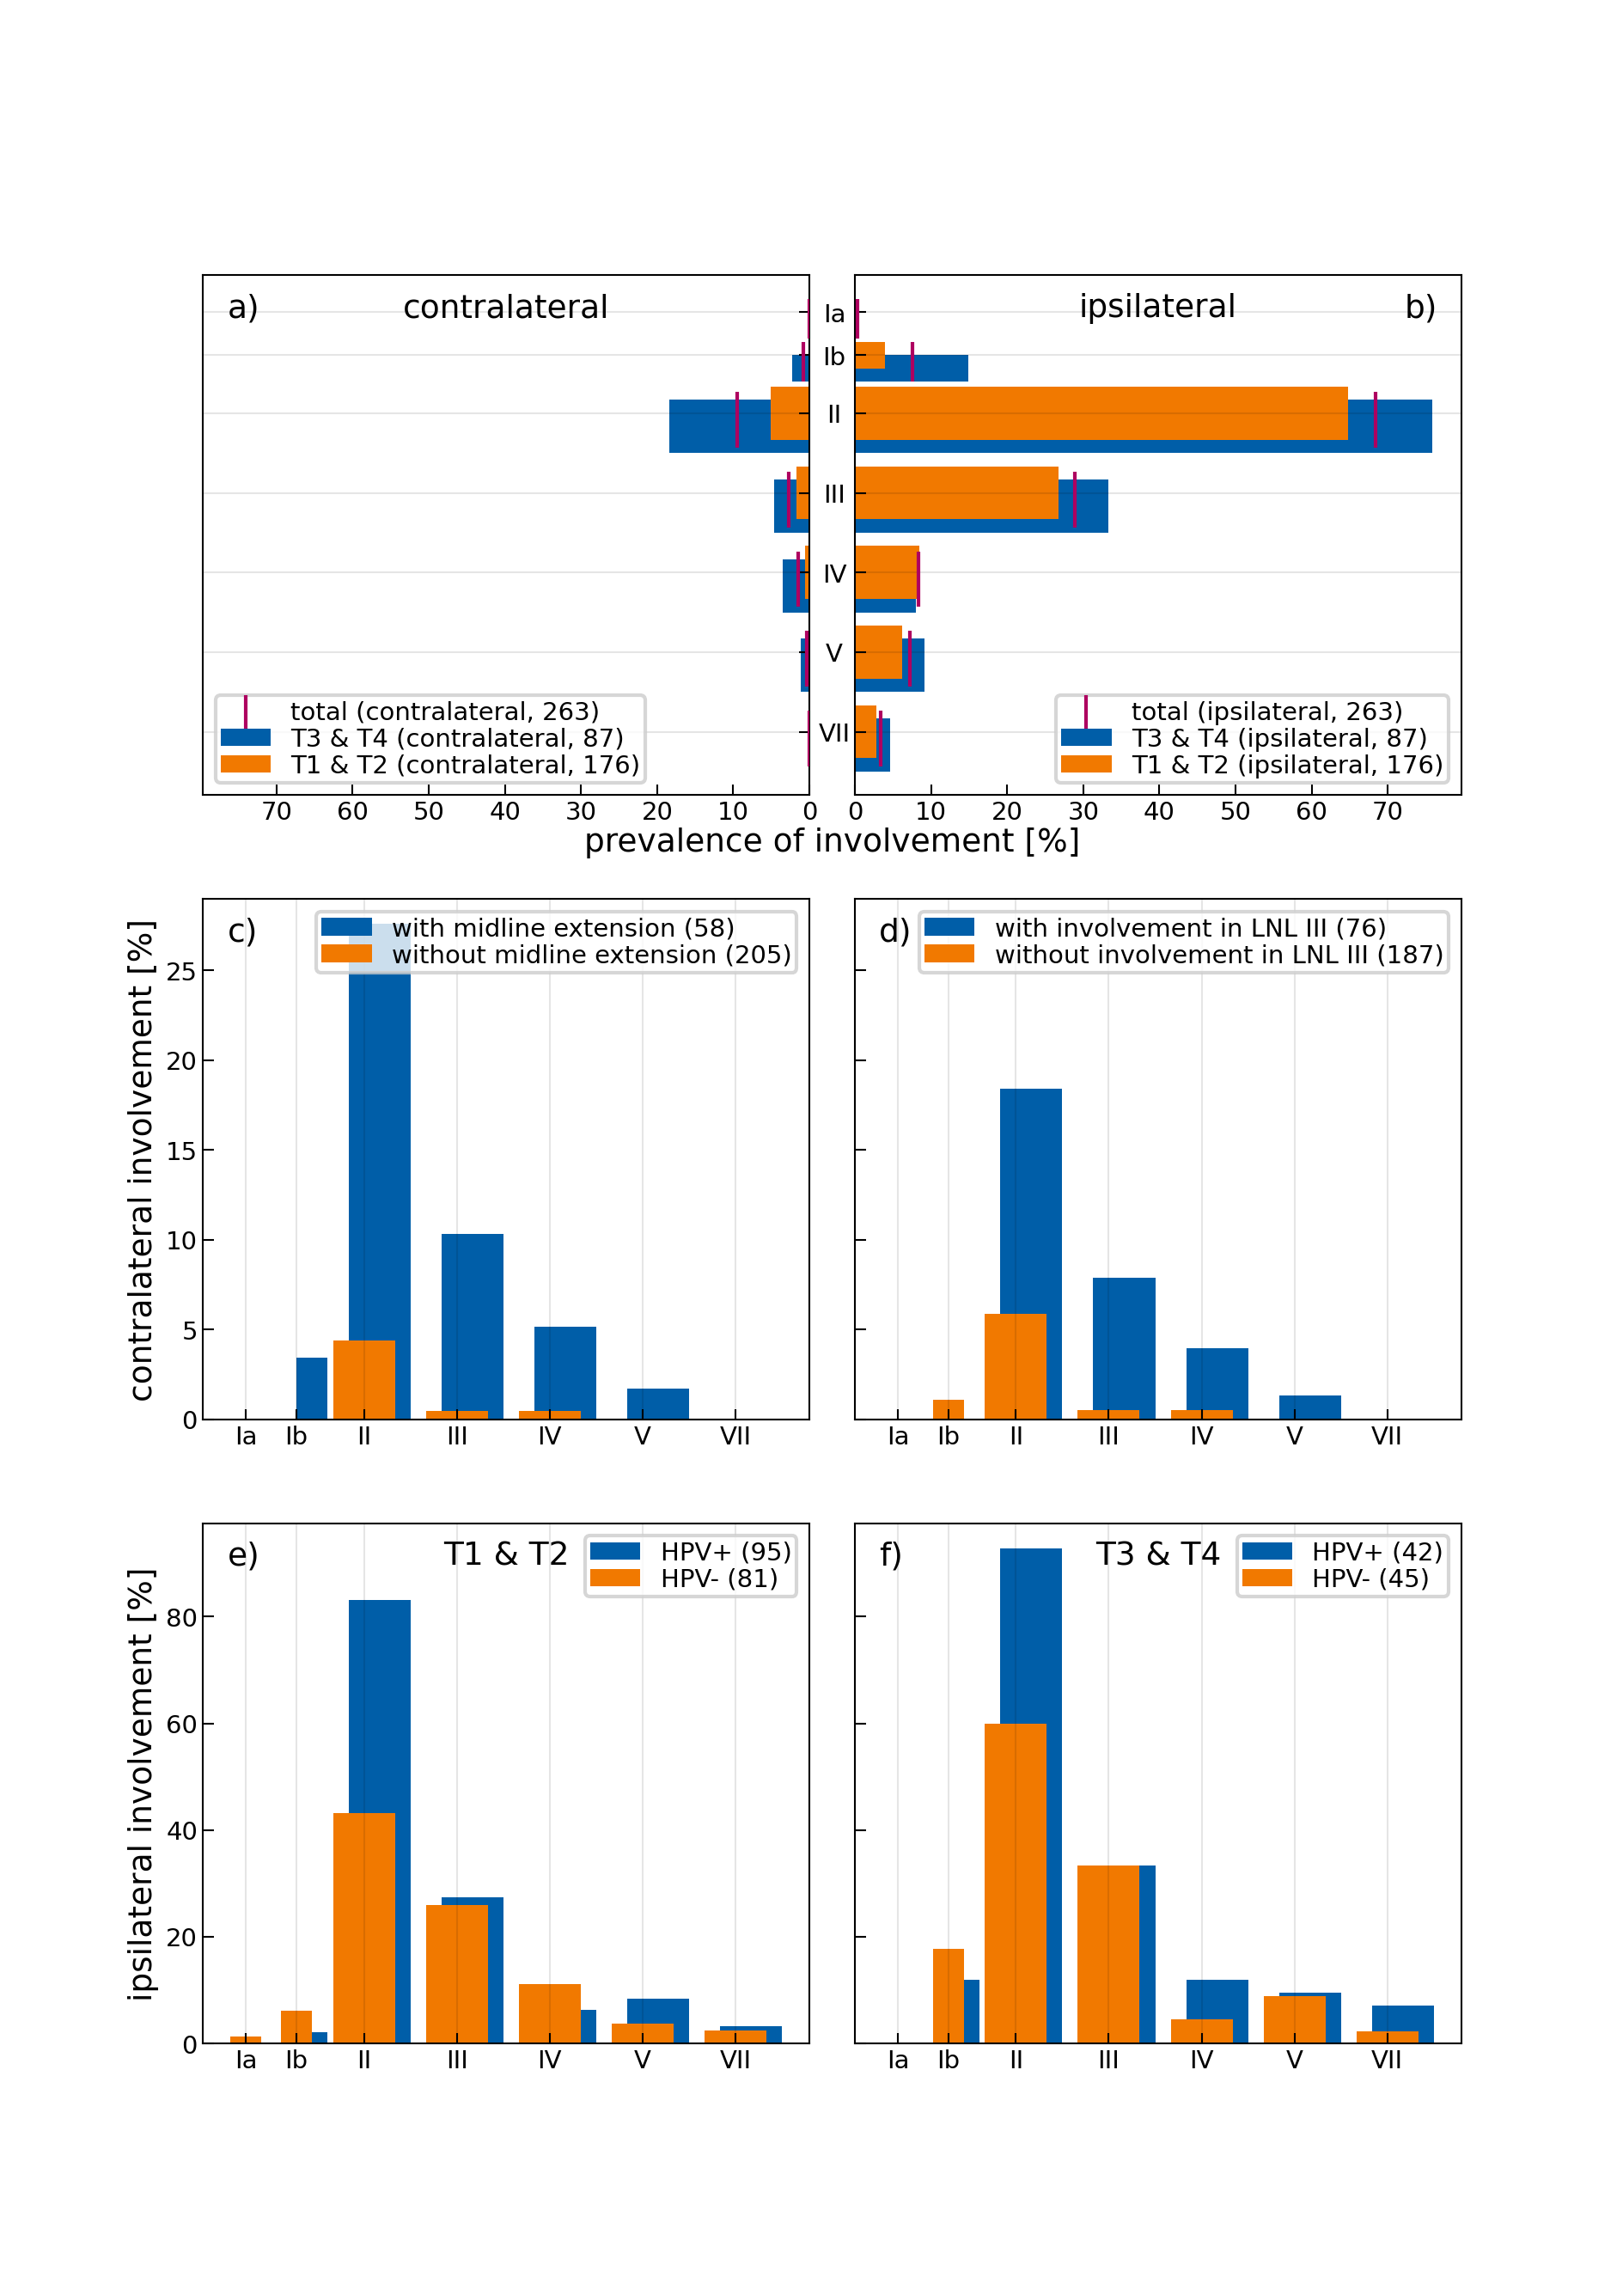 a) contralateral
ipsilateral b)
Ia
Ib
II
III
IV
V
VII
total (contralateral, 263)
T3 & T4 (contralateral, 87)
T1 & T2 (contralateral, 176)
total (ipsilateral, 263)
T3 & T4 (ipsilateral, 87)
T1 & T2 (ipsilateral, 176)
70 60 50 40 30 20 10 0
0 10 20 30 40 50 60 70
prevalence of involvement [%]
contralateral involvement [%]
c)
with midline extension (58)
without midline extension (205)
25
20
15
10
5
0
Ia Ib II III IV V VII
d)
with involvement in LNL III (76)
without involvement in LNL III (187)
Ia Ib II III IV V VII
ipsilateral involvement [%]
e) T1 & T2
HPV+ (95)
HPV- (81)
80
60
40
20
0
Ia Ib II III IV V VII
f) T3 & T4
HPV+ (42)
HPV- (45)
Ia Ib II III IV V VII